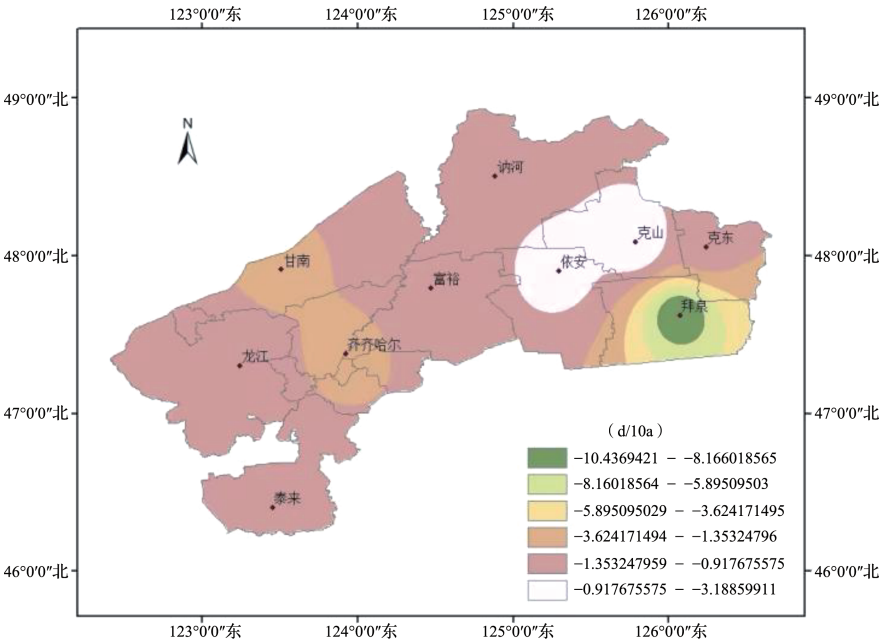 123°0′0″东 124°0′0″东 125°0′0″东 126°0′0″东
49°0′0″北 49°0′0″北
N
讷河
克山 克东
48°0′0″北 48°0′0″北
甘南 依安
富裕
拜泉
齐齐哈尔
龙江
47°0′0″北 47°0′0″北
(d/10a)
-10.4369421 - -8.166018565
-8.16018564 - -5.89509503
泰来
-5.895095029 - -3.624171495
-3.624171494 - -1.35324796
46°0′0″北 46°0′0″北
-1.353247959 - -0.917675575
-0.917675575 - -3.18859911
123°0′0″东 124°0′0″东 125°0′0″东 126°0′0″东